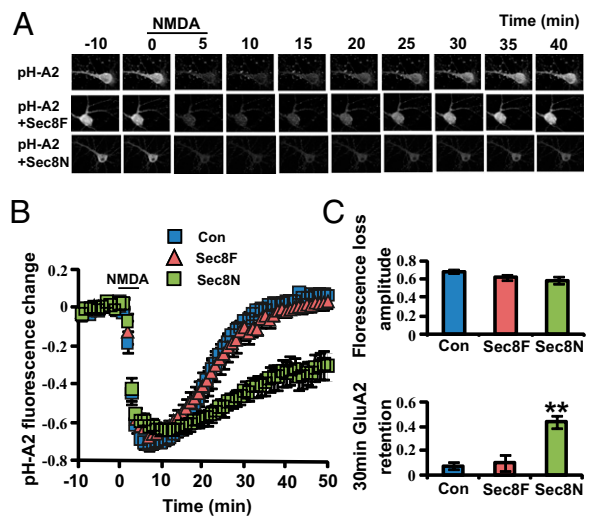 A
NMDA
Time (min)
-10 0 5 10 15 20 25 30 35 40
pH-A2
pH-A2
+Sec8F
pH-A2
+Sec8N
B
Con
Sec8F
Sec8N
NMDA
pH-A2 fluorescence change
0.2
0
-0.2
-0.4
-0.6
-0.8
-10 0 10 20 30 40 50
Time (min)
C
Florescence loss
amplitude
0.8
0.6
0.4
0.2
0
Con Sec8F Sec8N
30min GluA2
retention
0.6
0.4
0.2
0
**
Con Sec8F Sec8N